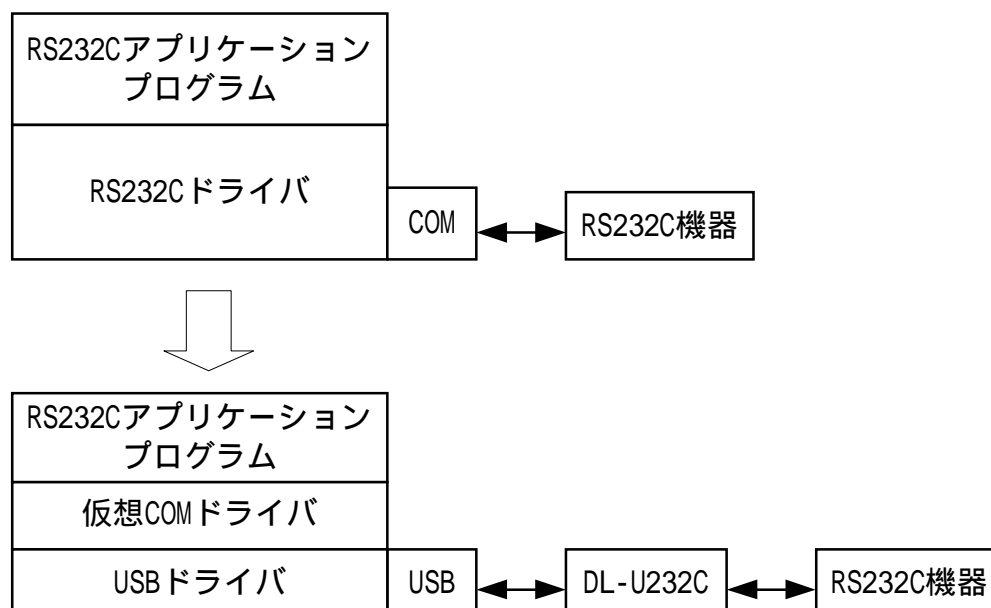 RS232Cアプリケーション
プログラム
RS232Cドライバ
COM
RS232C機器
RS232Cアプリケーション
プログラム
仮想COMドライバ
USBドライバ
USB
DL-U232C
RS232C機器